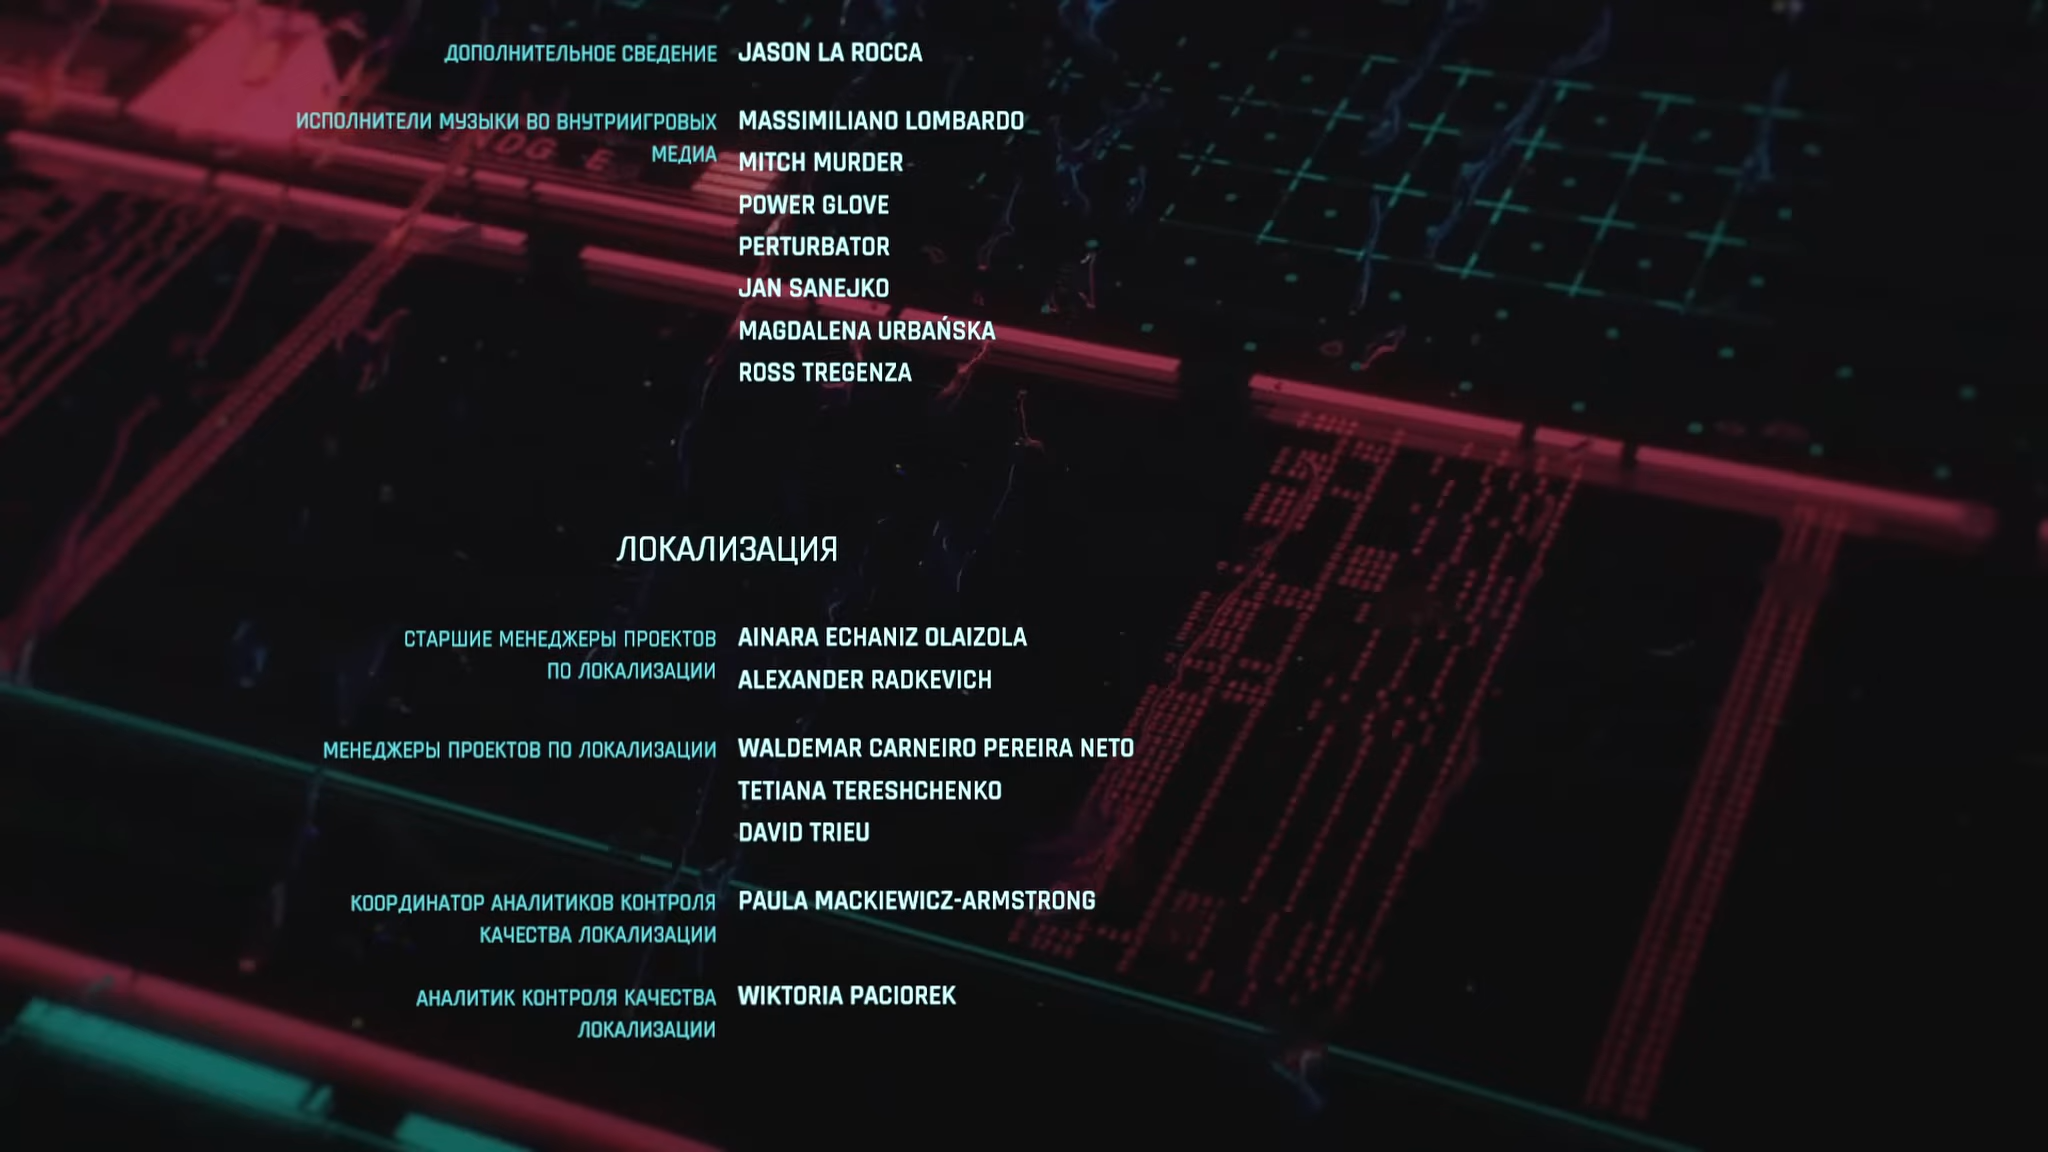 ДОПОЛНИТЕЛЬНОЕ СВЕДЕНИЕ JASON LA ROCCA
ИСПОЛНИТЕЛИ МУЗЫКИ ВО ВНУТРИИГРОВЫХ МЕДИА
MASSIMILIANO LOMBARDO
MITCH MURDER
POWER GLOVE
PERTURBATOR
JAN SANEJKO
MAGDALENA URBAŃSKA
ROSS TREGENZA
ЛОКАЛИЗАЦИЯ
СТАРШИЕ МЕНЕДЖЕРЫ ПРОЕКТОВ
ПО ЛОКАЛИЗАЦИИ
AINARA ECHANIZ OLAIZOLA
ALEXANDER RADKEVICH
МЕНЕДЖЕРЫ ПРОЕКТОВ ПО ЛОКАЛИЗАЦИИ
WALDEMAR CARNEIRO PEREIRA NETO
TETIANA TERESHCHENKO
DAVID TRIEU
КООРДИНАТОР АНАЛИТИКОВ КОНТРОЛЯ
КАЧЕСТВА ЛОКАЛИЗАЦИИ
PAULA MACKIEWICZ-ARMSTRONG
АНАЛИТИК КОНТРОЛЯ КАЧЕСТВА
ЛОКАЛИЗАЦИИ
WIKTORIA PACIOREK